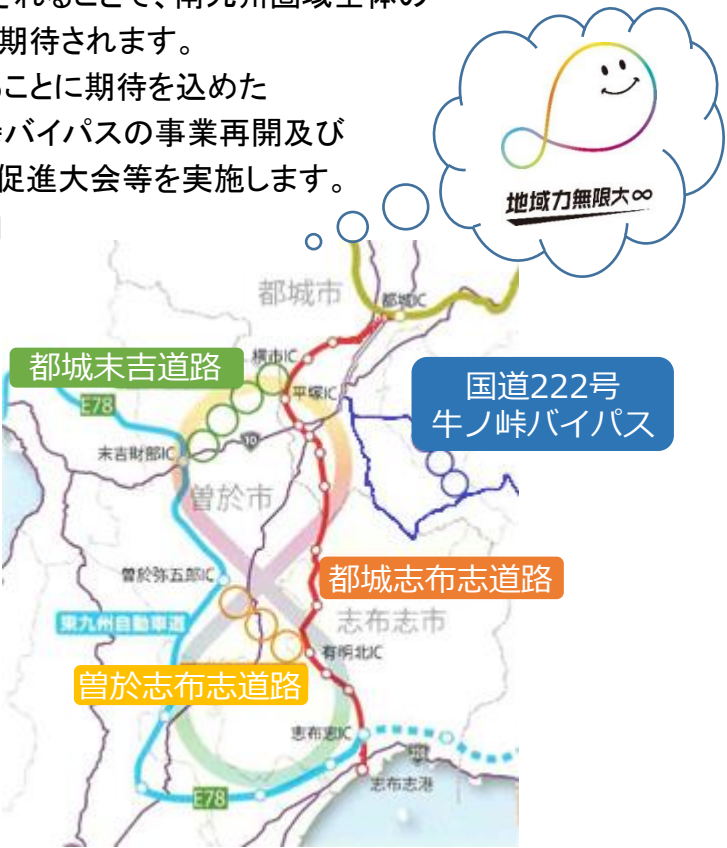 されることで、南九州圏域全体の
期待されます。
ことに期待を込めた
バイパスの事業再開及び
促進大会等を実施します。
地域力無限大∞
都城市
都城IC
横市IC
都城末吉道路
平塚IC
国道222号
牛ノ峠バイパス
E78
末吉財部IC
10
曽於市
曽於弥五郎IC
都城志布志道路
東九州自動車道
志布志市
有明北IC
曽於志布志道路
志布志IC
志布志港
E78